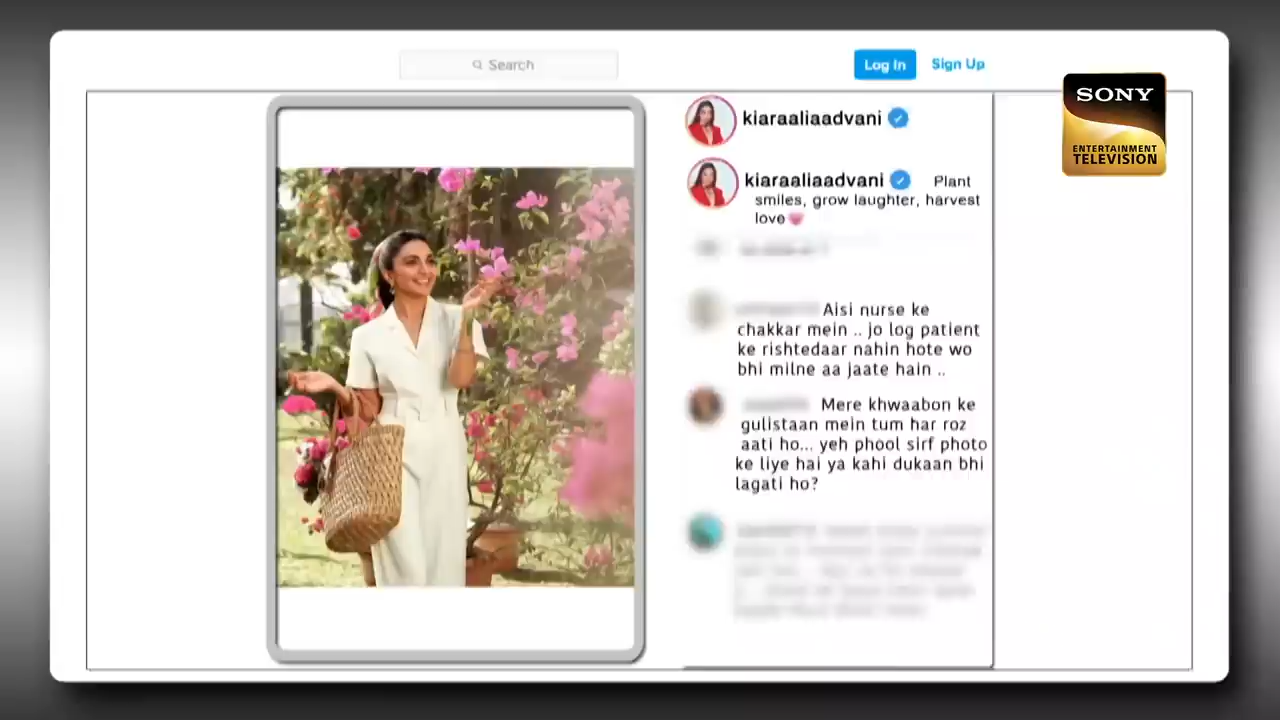 Search
Log In
Sign Up
SONY
ENTERTAINMENT
TELEVISION
kiaraaliaadvani
kiaraaliaadvani Plant
smiles, grow laughter, harvest
love
Aisi nurse ke
chakkar mein .. jo log patient
ke rishtedaar nahin hote wo
bhi milne aa jaate hain ..
Mere khwaabon ke
gulistaan mein tum har roz
aati ho... yeh phool sirf photo
ke liye hai ya kahi dukaan bhi
lagati ho?